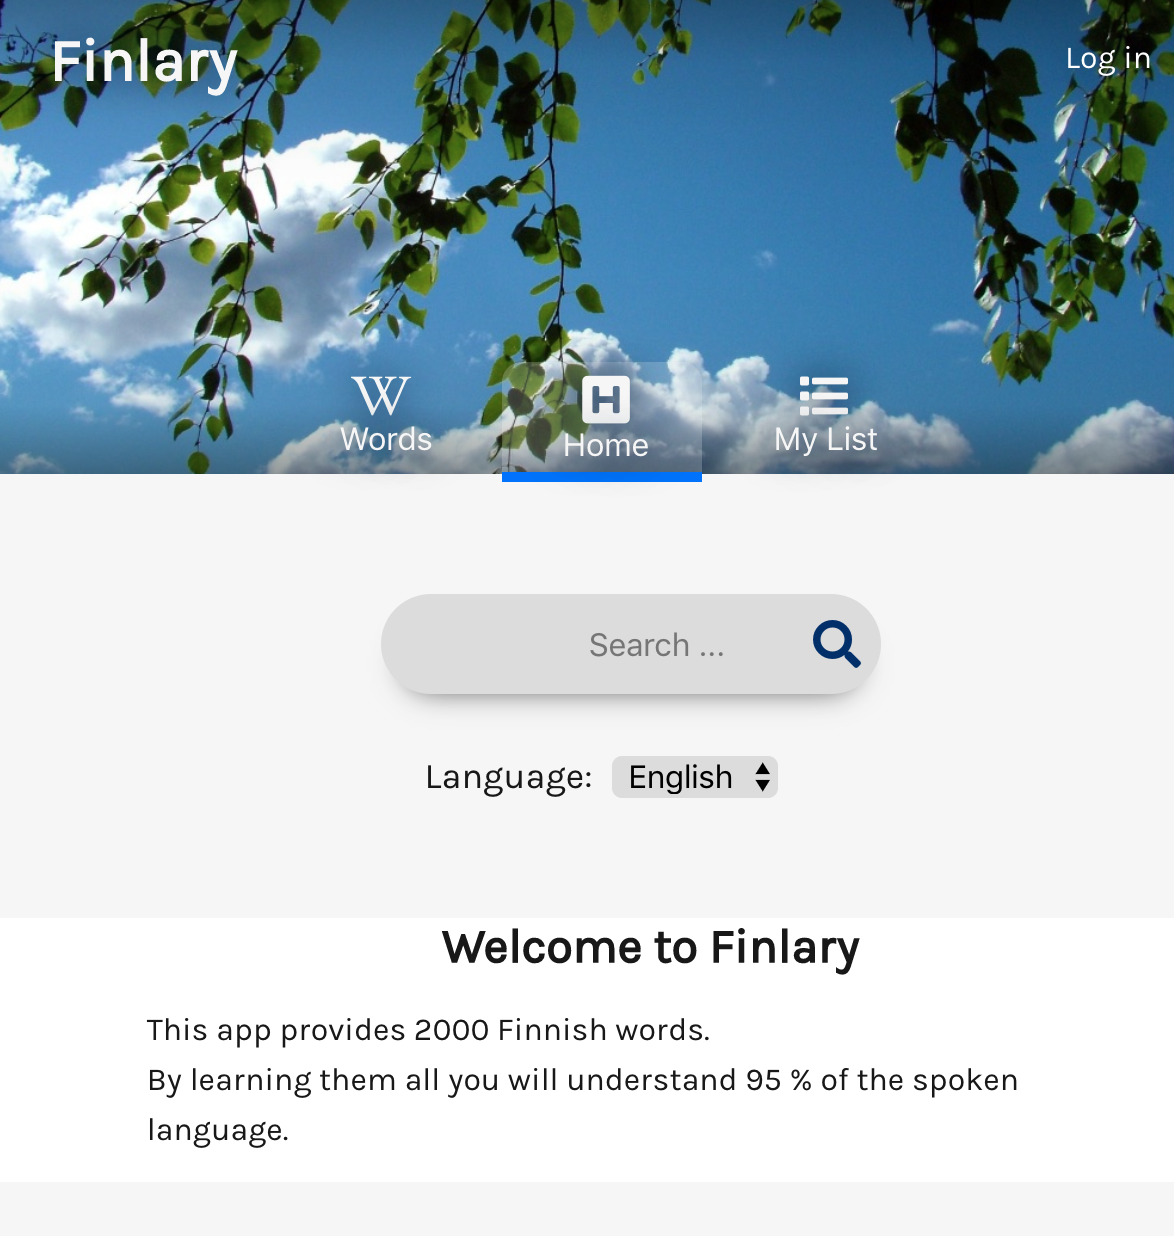 Finlary
Log in
Words
Home
My List
Search ...
Language: English
Welcome to Finlary
This app provides 2000 Finnish words.
By learning them all you will understand 95 % of the spoken
language.